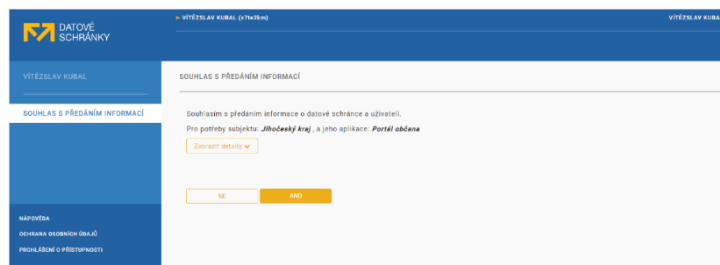 DATOVÉ
SCHRÁNKY
VÍTĚZSLAV KUBAL
VÍTĚZSLAV KUBA
VÍTĚZSLAV KUBAL
SOUHLAS S PŘEDÁNÍM INFORMACÍ
NÁPOVĚDA
OCHRANA OSOBNÍCH ÚDAJŮ
PROHLÁŠENÍ O PŘÍSTUPNOSTI
SOUHLAS S PŘEDÁNÍM INFORMACÍ
Souhlasím s předáním informace o datové schránce a uživateli.
Pro potřeby subjektu: Jihočeský kraj , a jeho aplikace: Portál občana
Zobrazit detaily
NE
ANO